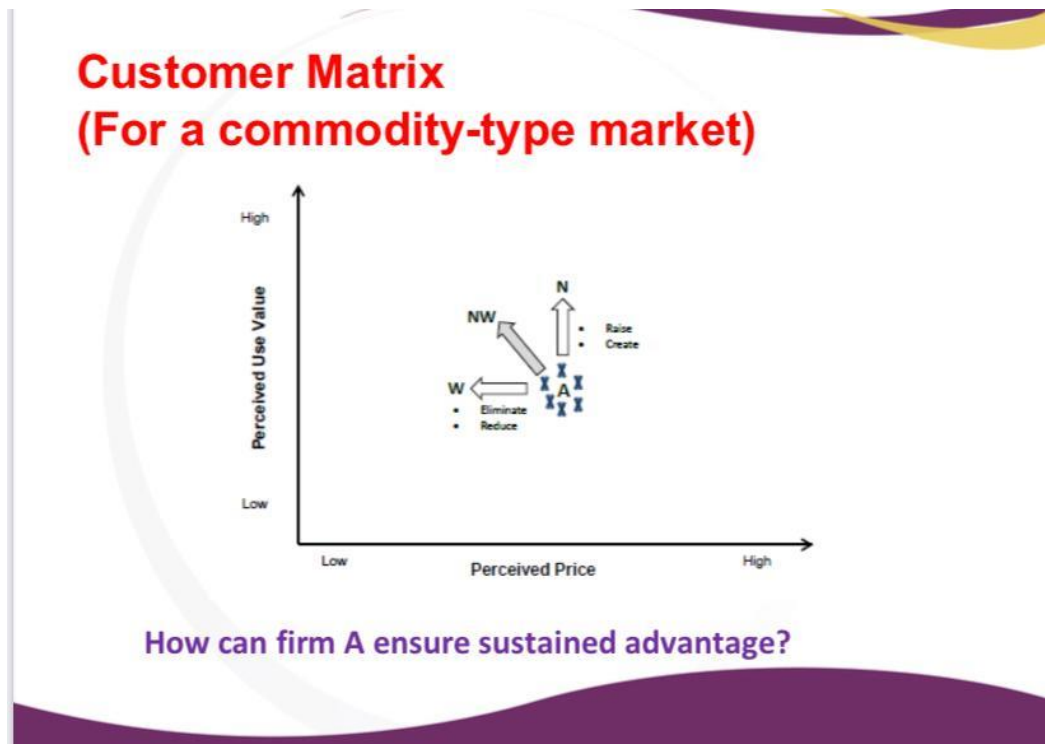 Customer Matrix
(For a commodity-type market)
High
Perceived Use Value
Low
N
NW
• Raise
• Create
X
X X
W A
X X
X
• Eliminate
• Reduce
Low
Perceived Price
High
How can firm A ensure sustained advantage?